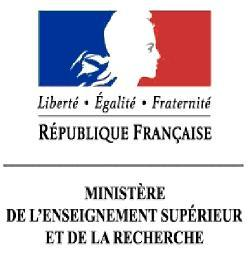 Liberté • Égalité • Fraternité
RÉPUBLIQUE FRANÇAISE
MINISTÈRE
DE L'ENSEIGNEMENT SUPÉRIEUR
ET DE LA RECHERCHE